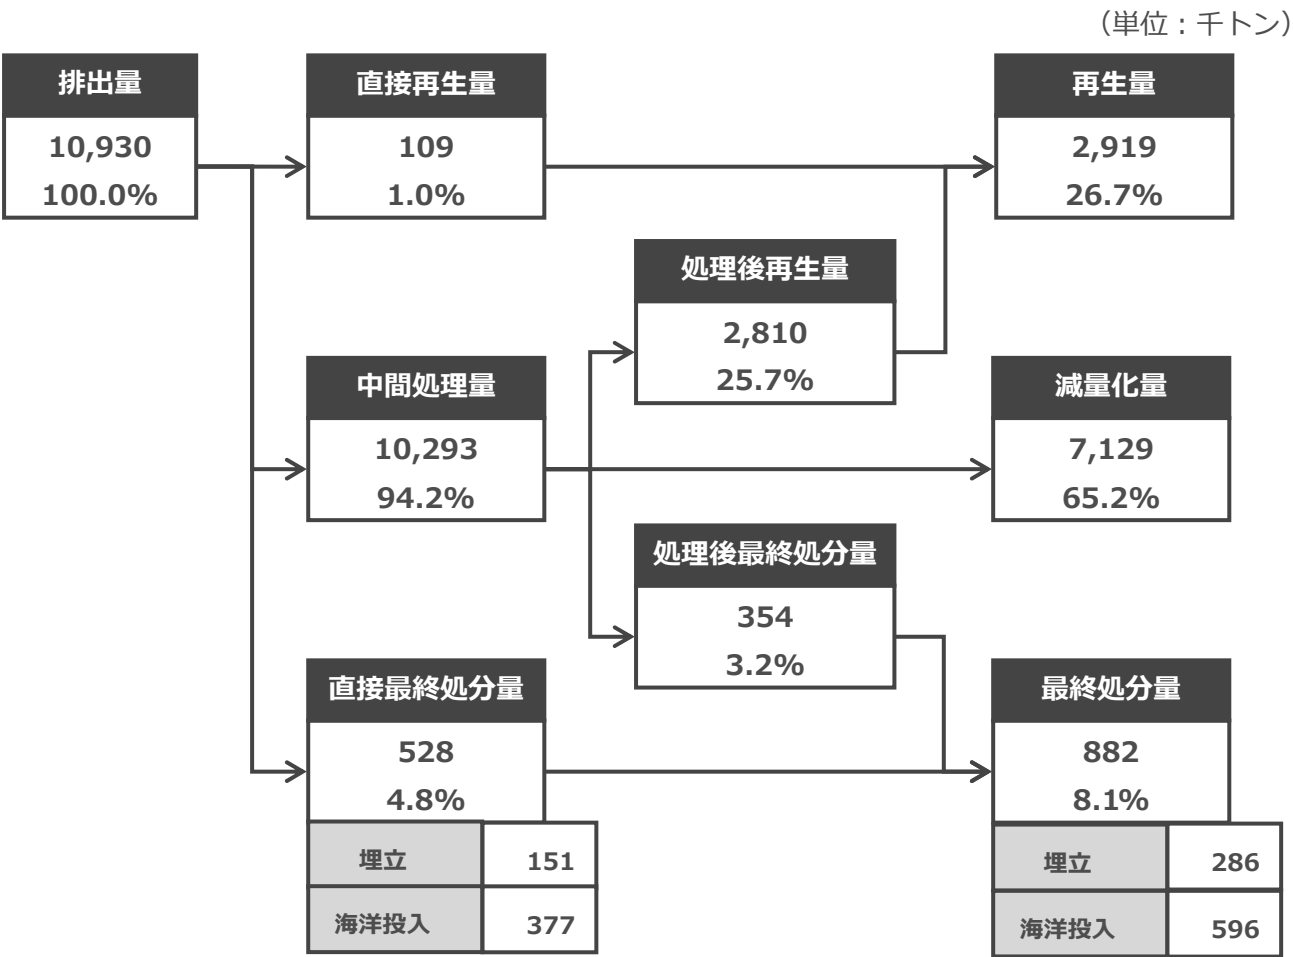 （単位：千トン）
排出量
10,930
100.0%
直接再生量
109
1.0%
再生量
2,919
26.7%
処理後再生量
2,810
25.7%
中間処理量
10,293
94.2%
減量化量
7,129
65.2%
処理後最終処分量
354
3.2%
直接最終処分量
528
4.8%
埋立 151
海洋投入 377
最終処分量
882
8.1%
埋立 286
海洋投入 596